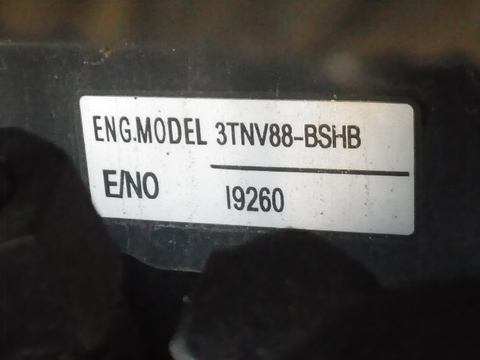 ENG.MODEL 3TNV88-BSHB
E/NO I9260